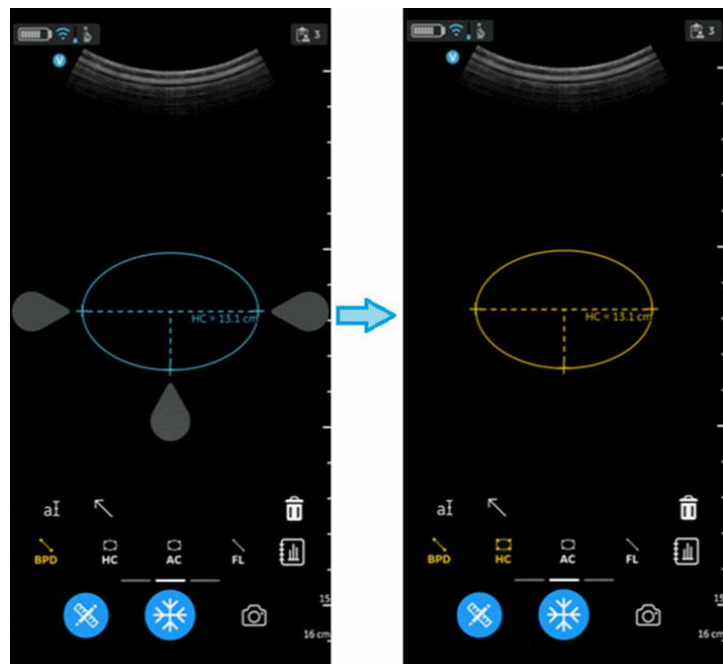 3
V
HC = 13.1 cm
aI
BPD HC AC FL
15
16 cm
3
V
HC = 13.1 cm
aI
BPD HC AC FL
15
16 cm